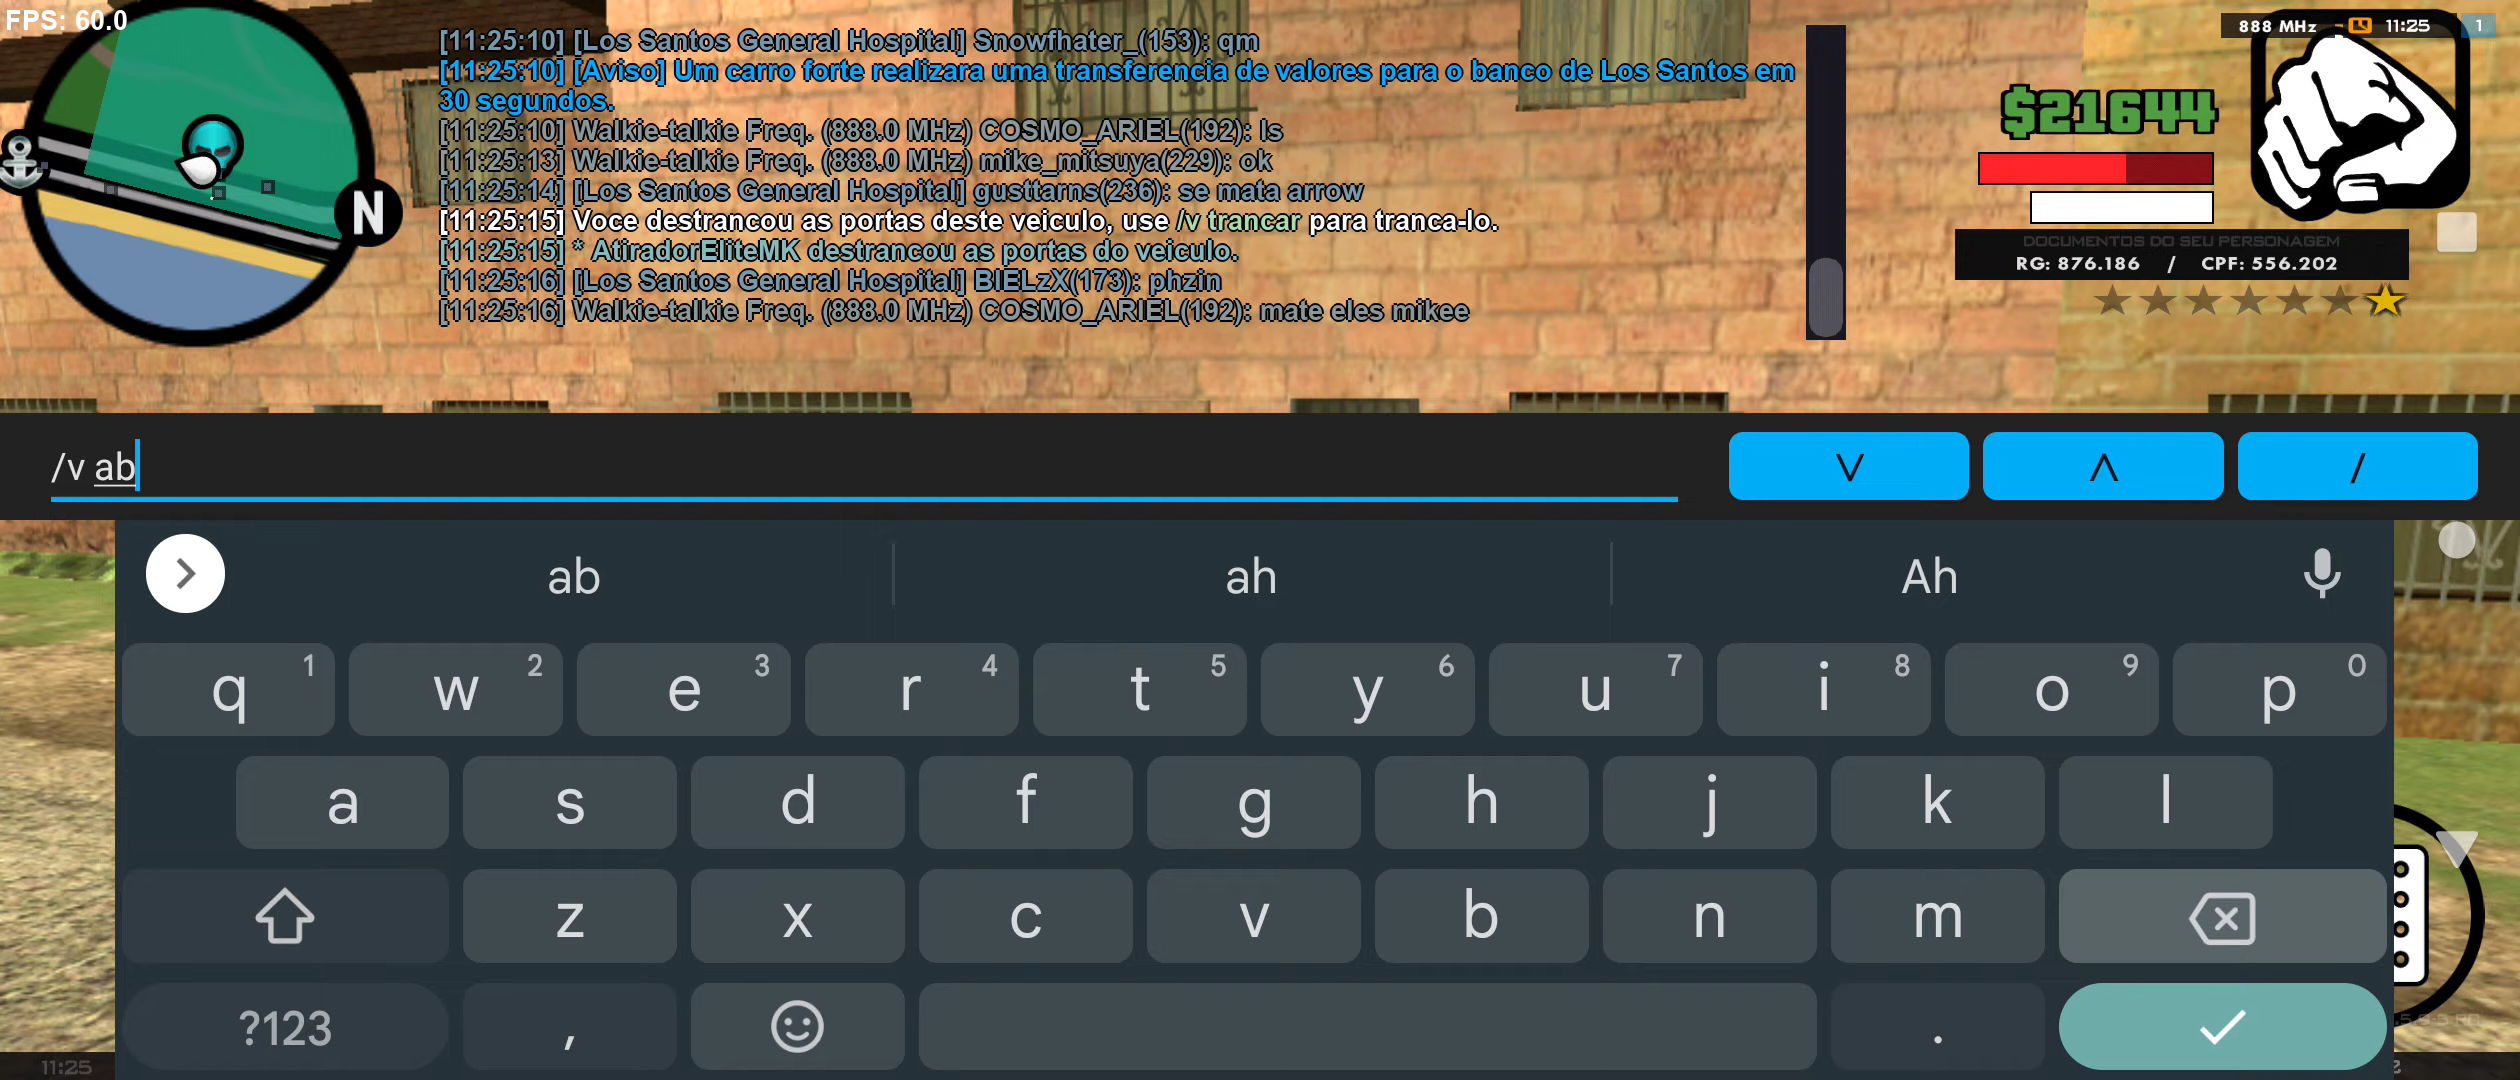 FPS: 60.0
[11:25:10] [Los Santos General Hospital] Snowfhater_(153): qm
[11:25:10] [Aviso] Um carro forte realizara uma transferencia de valores para o banco de Los Santos em
30 segundos.
[11:25:10] Walkie-talkie Freq. (888.0 MHz) COSMO_ARIEL(192): ls
[11:25:13] Walkie-talkie Freq. (888.0 MHz) mike_mitsuya(229): ok
[11:25:14] [Los Santos General Hospital] gusttarns(236): se mata arrow
[11:25:15] Voce destrancou as portas deste veiculo, use /v trancar para tranca-lo.
[11:25:15] * AtiradorEliteMK destrancou as portas do veiculo.
[11:25:16] [Los Santos General Hospital] BIELzX(173): phzin
[11:25:16] Walkie-talkie Freq. (888.0 MHz) COSMO_ARIEL(192): mate eles mikee
N
888 MHz - 11:25 1
$21644
DOCUMENTOS DO SEU PERSONAGEM
RG: 876.186 / CPF: 556.202
/v ab
V Λ /
ab ah Ah
q 1 w 2 e 3 r 4 t 5 y 6 u 7 i 8 o 9 p 0
a s d f g h j k l
z x c v b n m
?123 , .
11:25